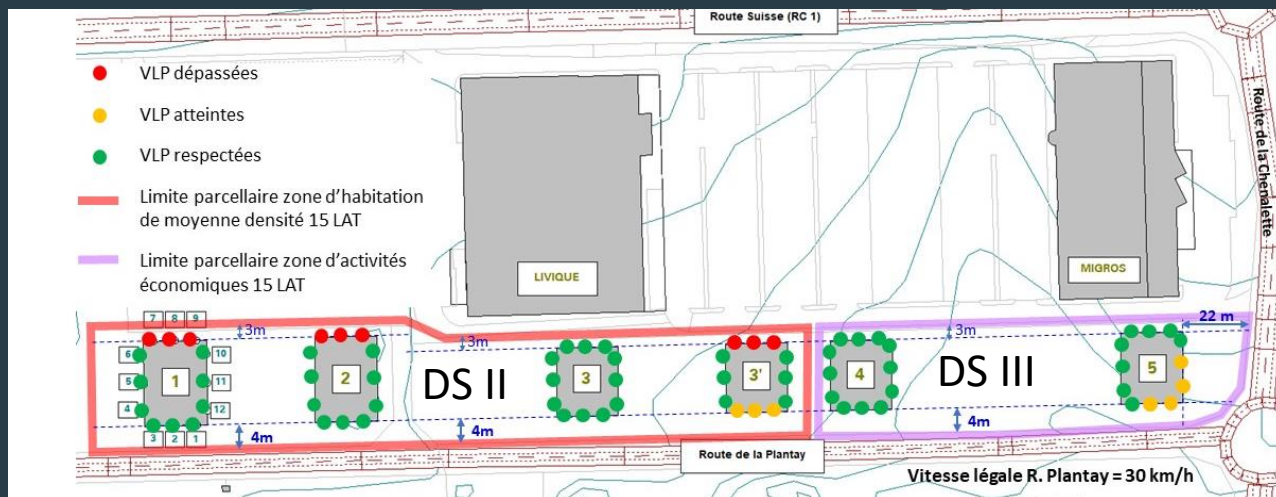 Route Suisse (RC 1)
VLP dépassées
VLP atteintes
VLP respectées
Limite parcellaire zone d'habitation
de moyenne densité 15 LAT
Limite parcellaire zone d'activités
économiques 15 LAT
Route de la Chenalette
LIVIQUE
MIGROS
7 8 9
3m
3m
3m
22 m
6
10
5
1
11
2
DS II
3
3'
4
DS III
5
4
12
3 2 1
4m
4m
4m
Route de la Plantay
Vitesse légale R. Plantay = 30 km/h